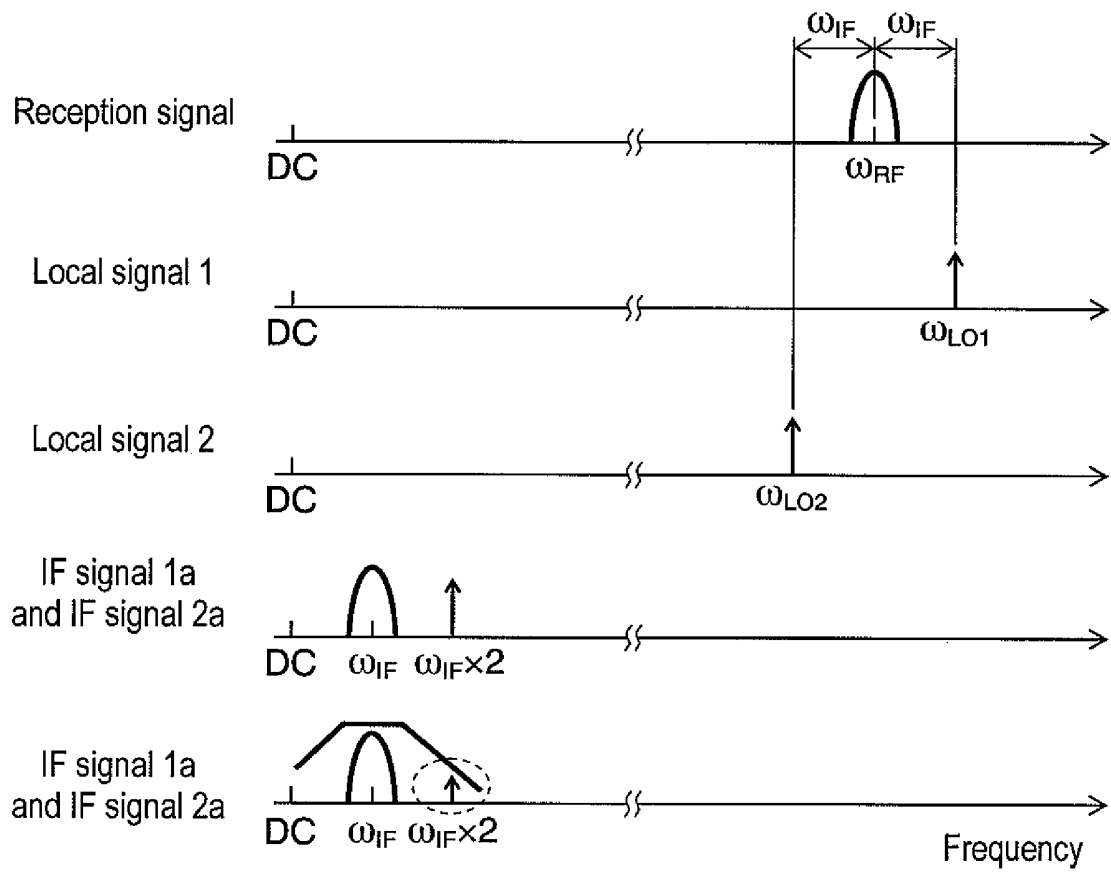 ωIF ωIF
Reception signal
DC ωRF
Local signal 1
DC ωLO1
Local signal 2
DC ωLO2
IF signal 1a
and IF signal 2a
DC ωIF ωIF×2
IF signal 1a
and IF signal 2a
DC ωIF ωIF×2
Frequency